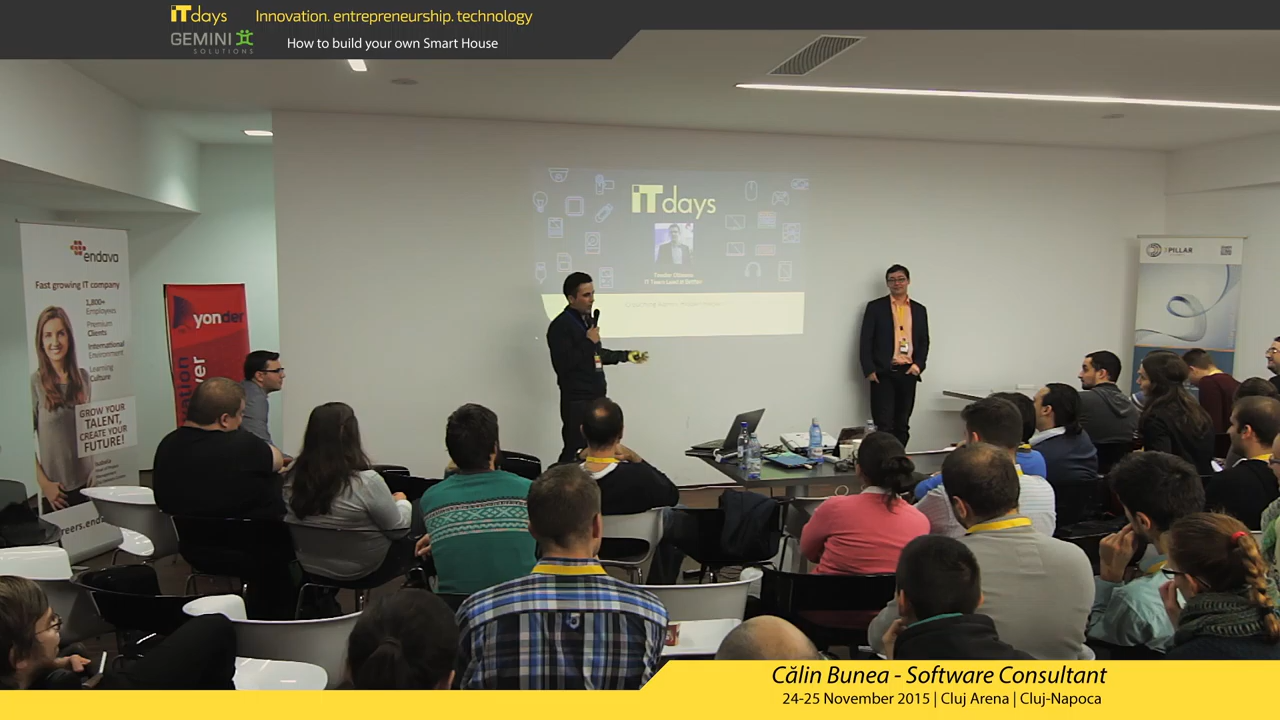 iTdays
Innovation. entrepreneurship. technology
GEMINI
SOLUTIONS
How to build your own Smart House
iTdays
endava
Fast growing IT company
1,800+
Employees
Premium
Clients
International
Environment
Learning
Culture
GROW YOUR
TALENT,
CREATE YOUR
FUTURE!
yonder
3PILLAR
Călin Bunea - Software Consultant
24-25 November 2015 | Cluj Arena | Cluj-Napoca